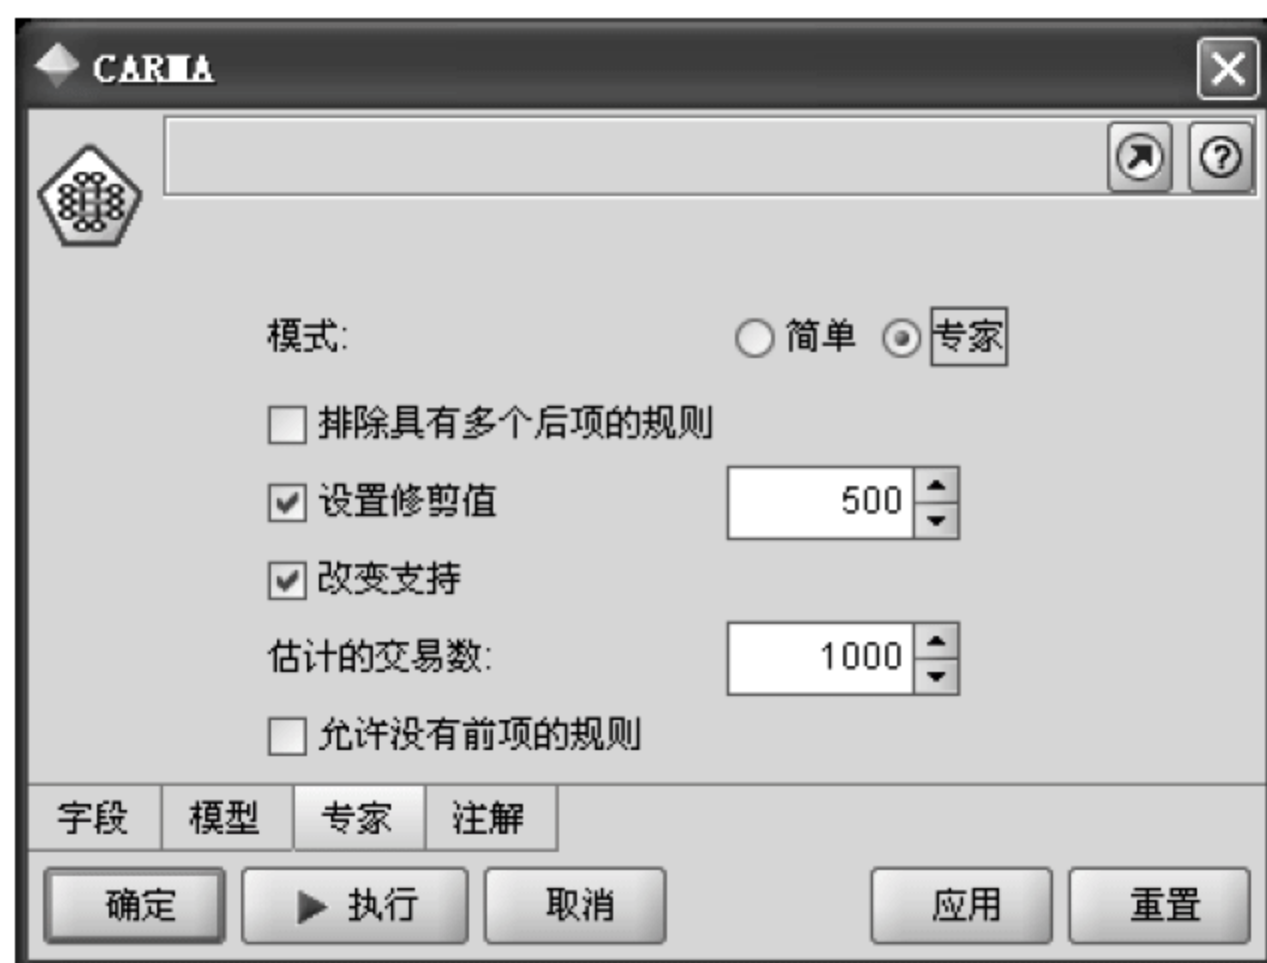 CARMA
模式: 简单 专家
排除具有多个后项的规则
设置修剪值 500
改变支持
估计的交易数: 1000
允许没有前项的规则
字段 模型 专家 注解
确定 执行 取消 应用 重置